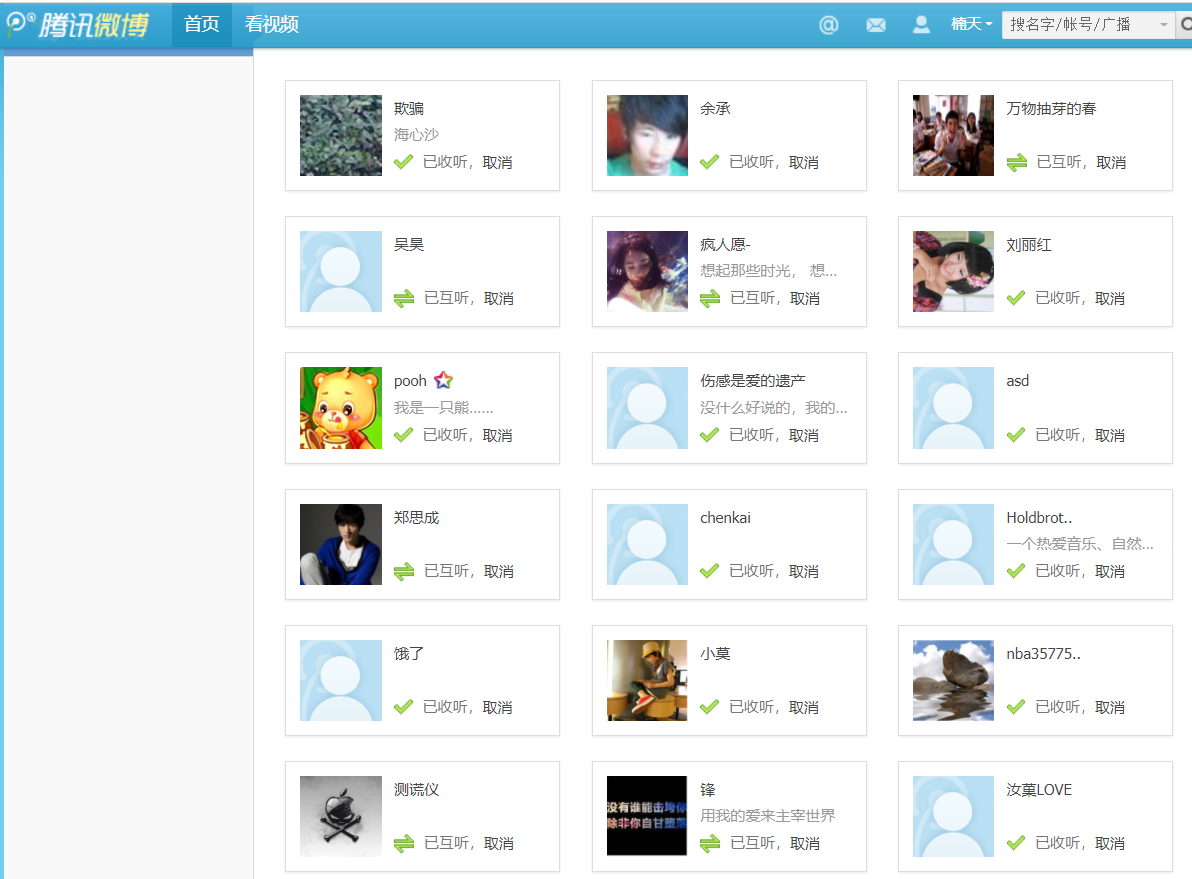 腾讯微博 首页 看视频 @ 楠天 搜名字/帐号/广播
欺骗
海心沙
已收听，取消
余承
已收听，取消
万物抽芽的春
已互听，取消
吴昊
已互听，取消
疯人愿-
想起那些时光， 想...
已互听，取消
刘丽红
已收听，取消
pooh
我是一只熊......
已收听，取消
伤感是爱的遗产
没什么好说的，我的...
已收听，取消
asd
已收听，取消
郑思成
已互听，取消
chenkai
已收听，取消
Holdbrot..
一个热爱音乐、自然...
已收听，取消
饿了
已收听，取消
小莫
已收听，取消
nba35775..
已收听，取消
测谎仪
已互听，取消
没有谁能击垮你
除非你自甘堕落
锋
用我的爱来主宰世界
已互听，取消
汝菓LOVE
已收听，取消